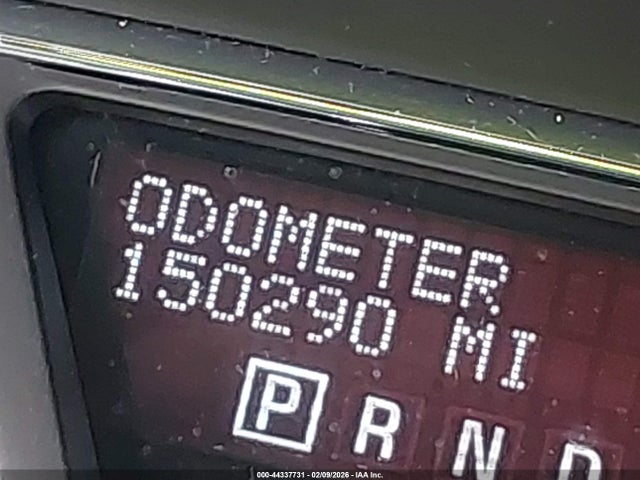 ODOMETER
150290 MI
P R N D
000-44337731 - 02/09/2026 - IAA Inc.